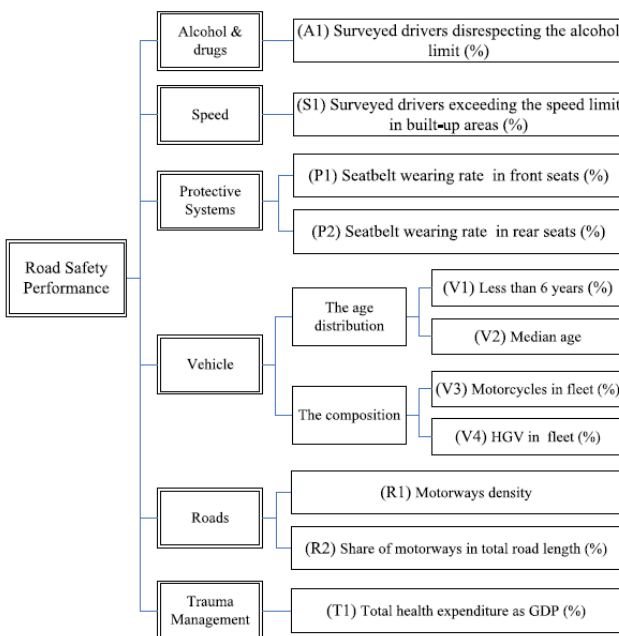 Alcohol &
drugs
(A1) Surveyed drivers disrespecting the alcohol
limit (%)
Speed
(S1) Surveyed drivers exceeding the speed limit
in built-up areas (%)
Protective
Systems
(P1) Seatbelt wearing rate in front seats (%)
(P2) Seatbelt wearing rate in rear seats (%)
Road Safety
Performance
Vehicle
The age
distribution
(V1) Less than 6 years (%)
(V2) Median age
The composition
(V3) Motorcycles in fleet (%)
(V4) HGV in fleet (%)
Roads
(R1) Motorways density
(R2) Share of motorways in total road length (%)
Trauma
Management
(T1) Total health expenditure as GDP (%)